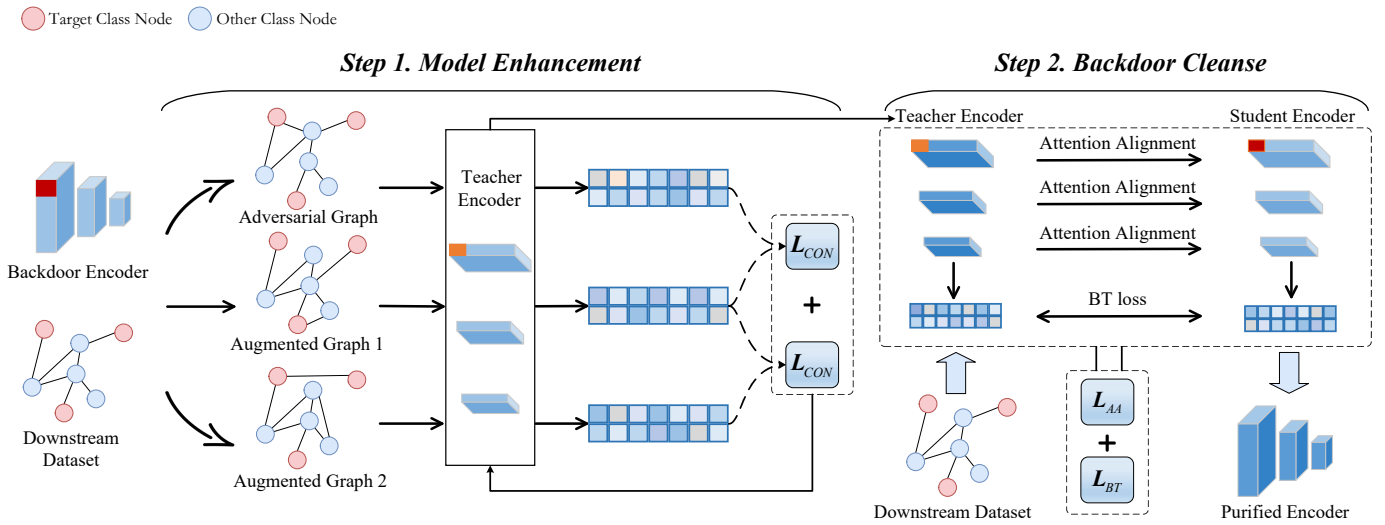 Target Class Node
Other Class Node
Step 1. Model Enhancement
Step 2. Backdoor Cleanse
Backdoor Encoder
Downstream
Dataset
Adversarial Graph
Augmented Graph 1
Augmented Graph 2
Teacher
Encoder
L_CON
+
L_CON
Teacher Encoder
Student Encoder
Attention Alignment
Attention Alignment
Attention Alignment
BT loss
L_AA
+
L_BT
Downstream Dataset
Purified Encoder